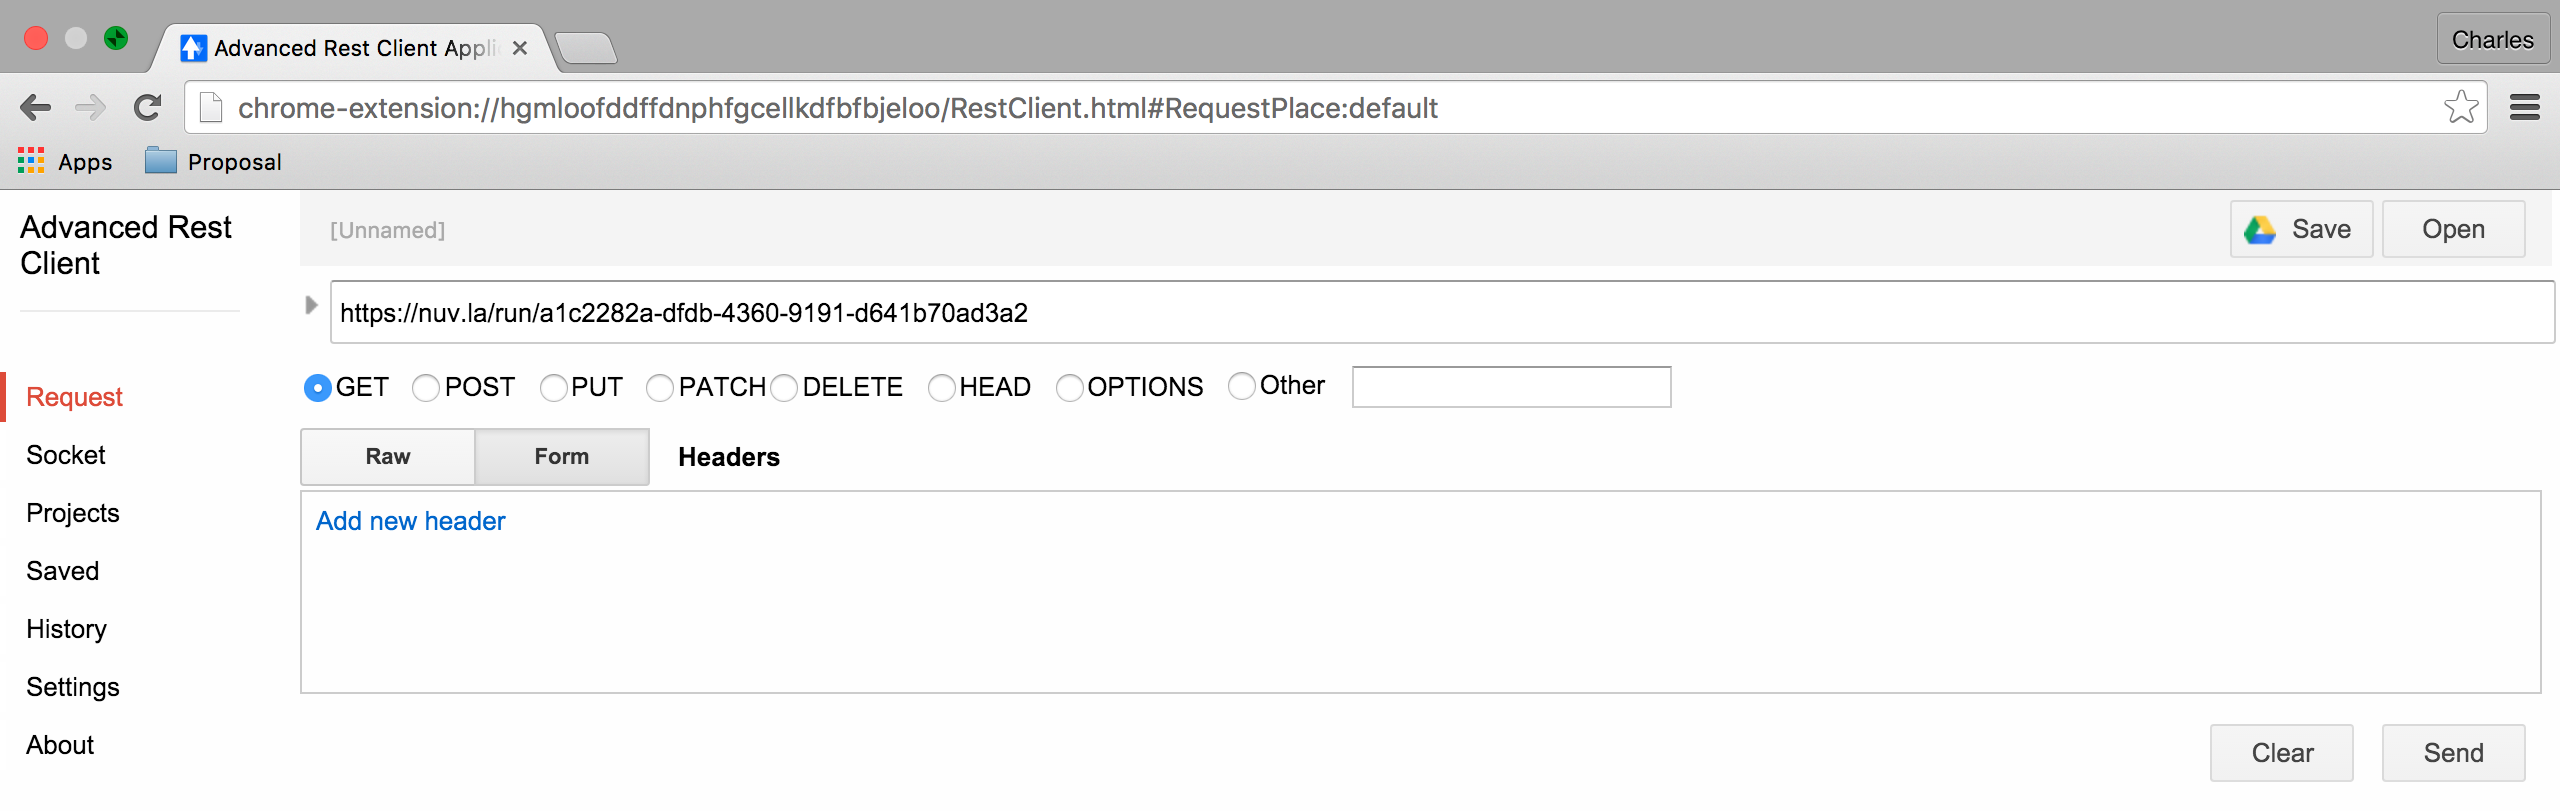 Advanced Rest Client Appli
Charles
chrome-extension://hgmloofddffdnphfgcellkdfbfbjeloo/RestClient.html#RequestPlace:default
Apps Proposal
Advanced Rest
Client
[Unnamed]
Save Open
https://nuv.la/run/a1c2282a-dfdb-4360-9191-d641b70ad3a2
GET POST PUT PATCH DELETE HEAD OPTIONS Other
Raw Form Headers
Add new header
Request
Socket
Projects
Saved
History
Settings
About
Clear Send